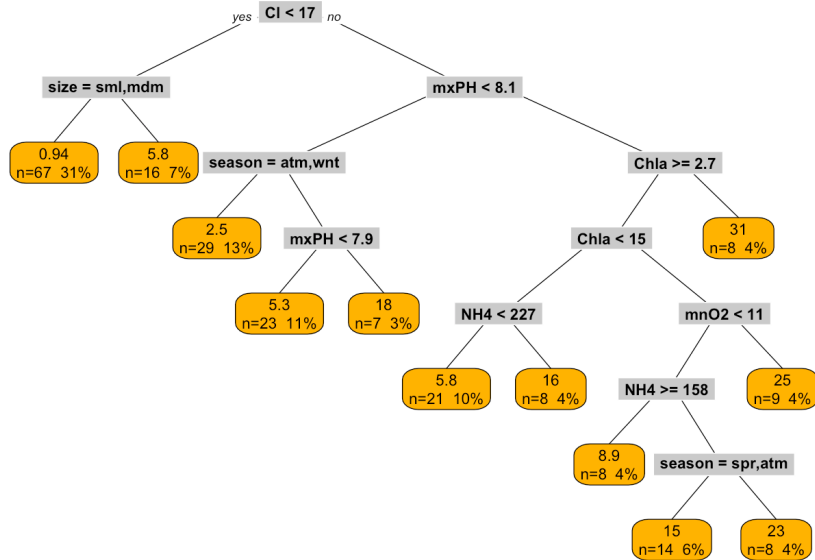 Cl < 17
yes
no
size = sml,mdm
mxPH < 8.1
0.94
n=67 31%
5.8
n=16 7%
season = atm,wnt
Chla >= 2.7
2.5
n=29 13%
mxPH < 7.9
Chla < 15
31
n=8 4%
5.3
n=23 11%
18
n=7 3%
NH4 < 227
mnO2 < 11
5.8
n=21 10%
16
n=8 4%
NH4 >= 158
25
n=9 4%
8.9
n=8 4%
season = spr,atm
15
n=14 6%
23
n=8 4%